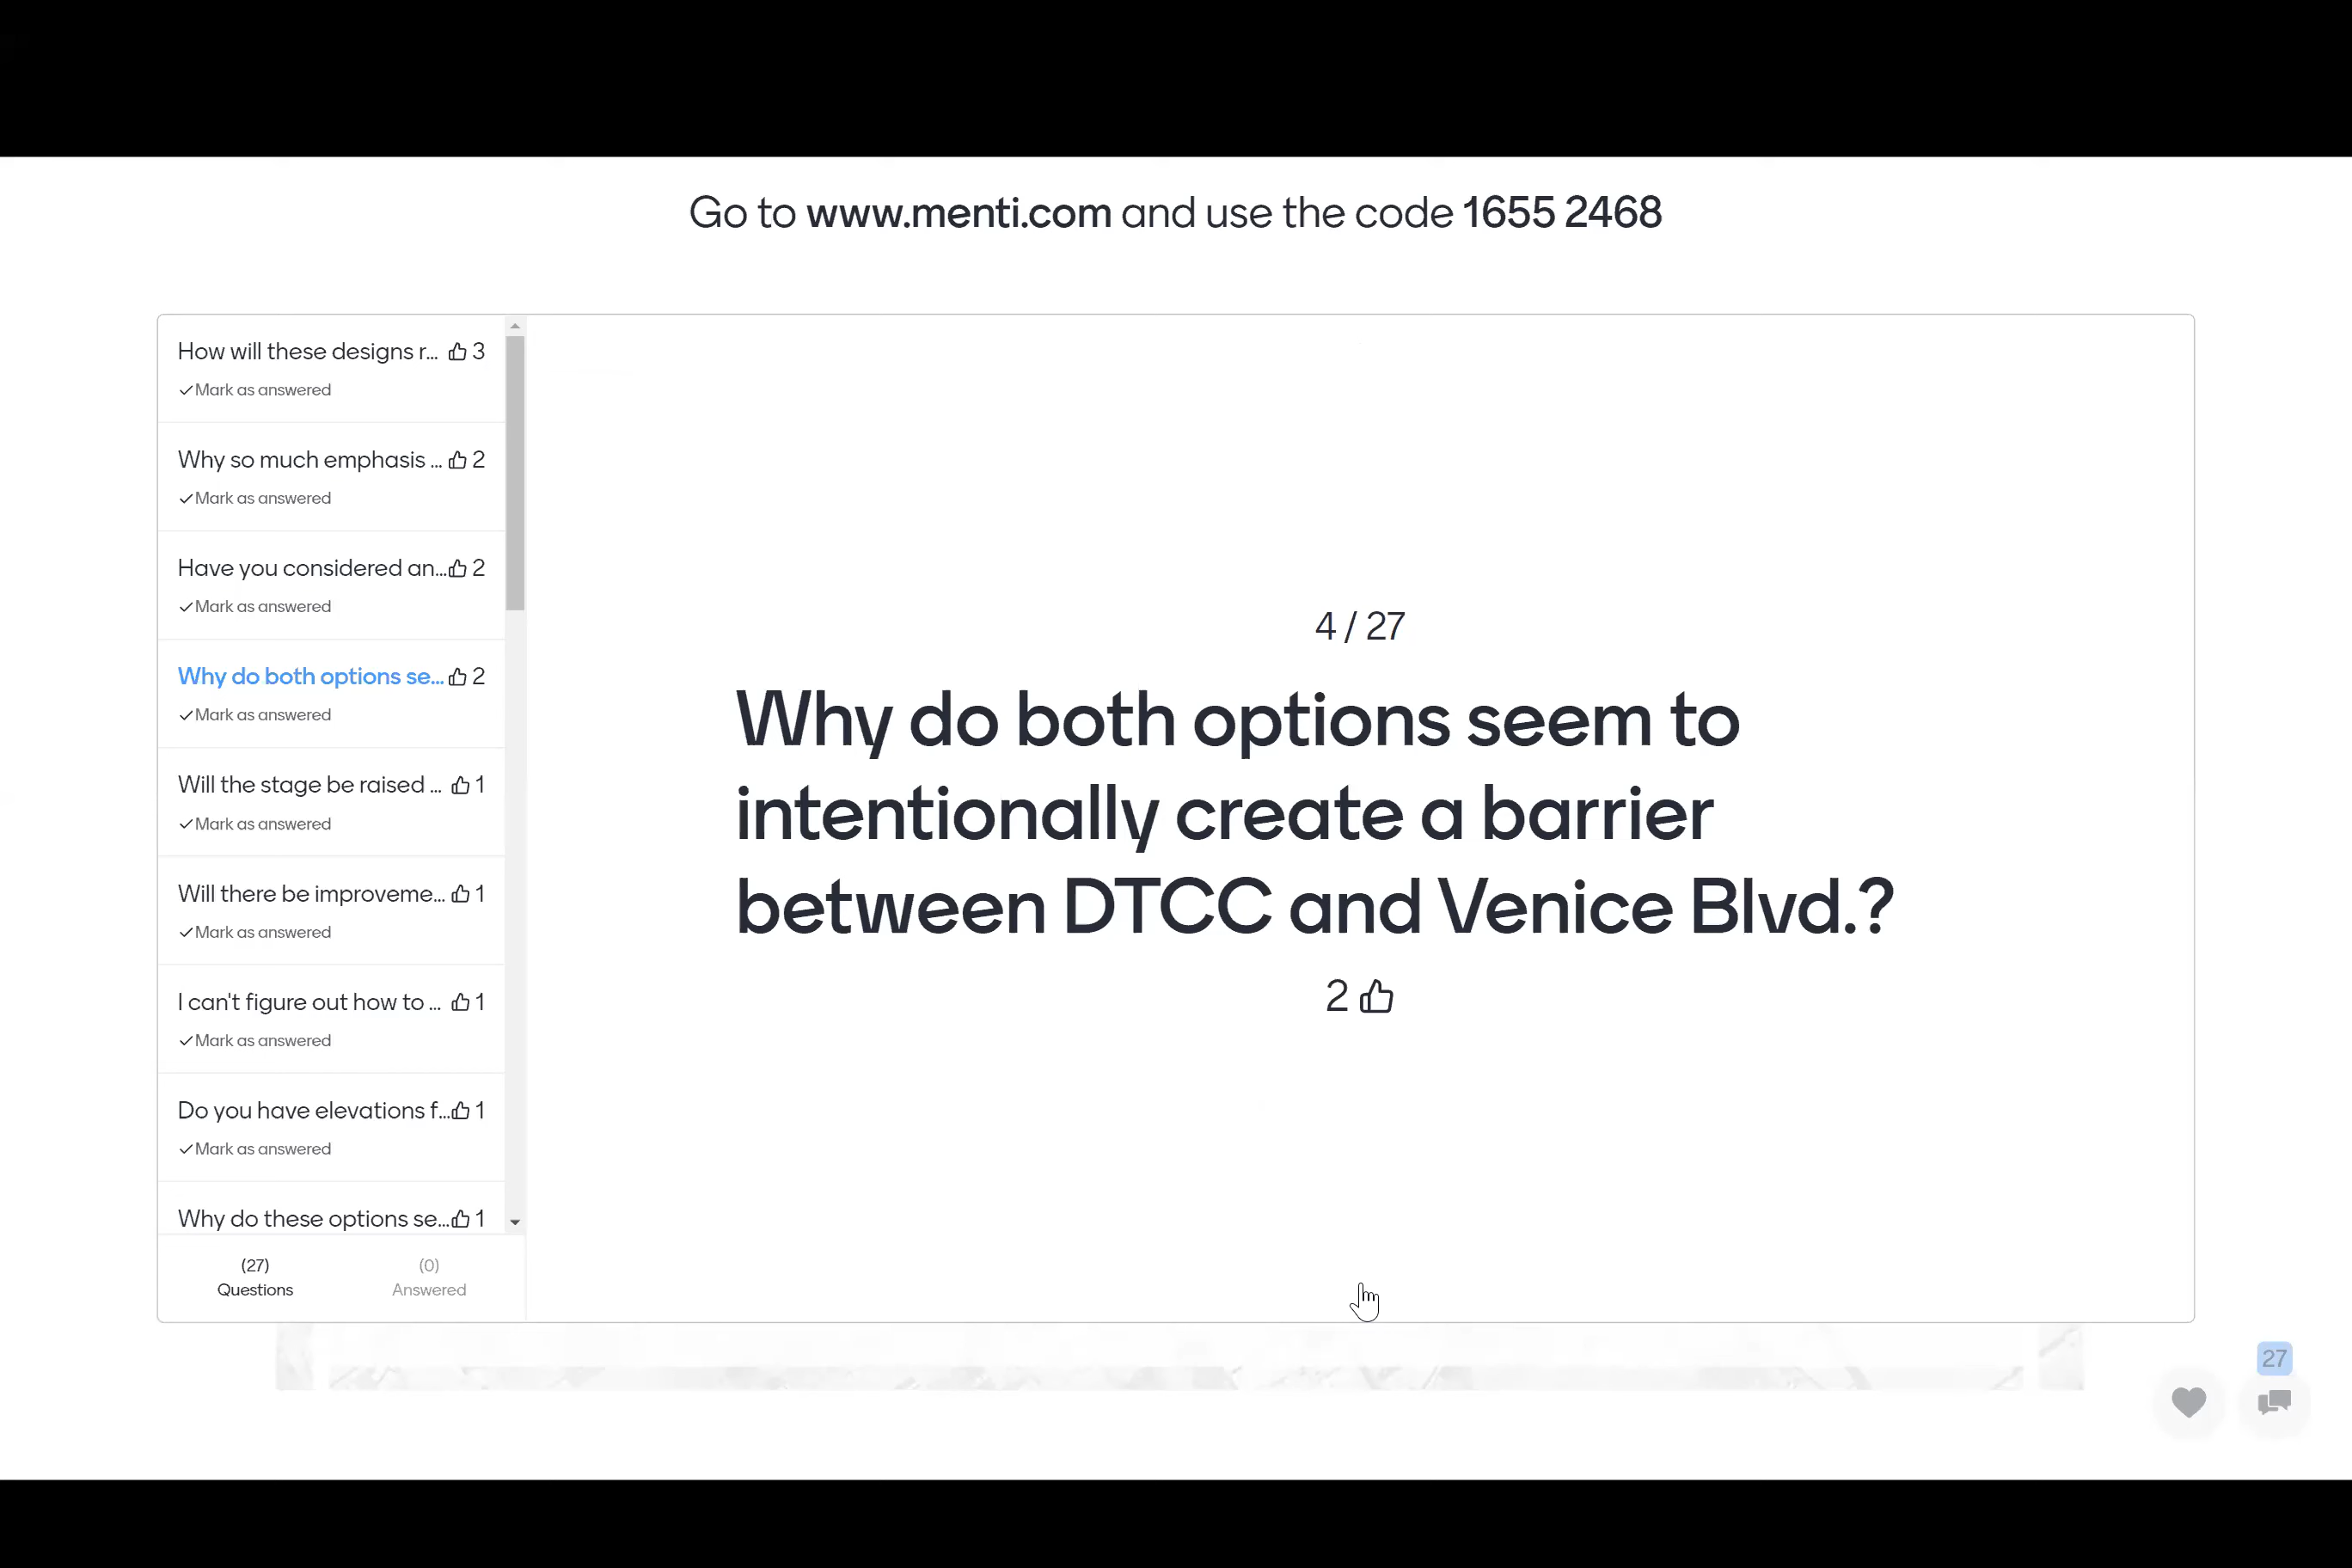 Go to www.menti.com and use the code 1655 2468
How will these designs r... 3
Mark as answered
Why so much emphasis ... 2
Mark as answered
Have you considered an... 2
Mark as answered
Why do both options se... 2
Mark as answered
Will the stage be raised ... 1
Mark as answered
Will there be improveme... 1
Mark as answered
I can't figure out how to ... 1
Mark as answered
Do you have elevations f... 1
Mark as answered
Why do these options se... 1
(27)
Questions
(0)
Answered
4 / 27
Why do both options seem to
intentionally create a barrier
between DTCC and Venice Blvd.?
2
27